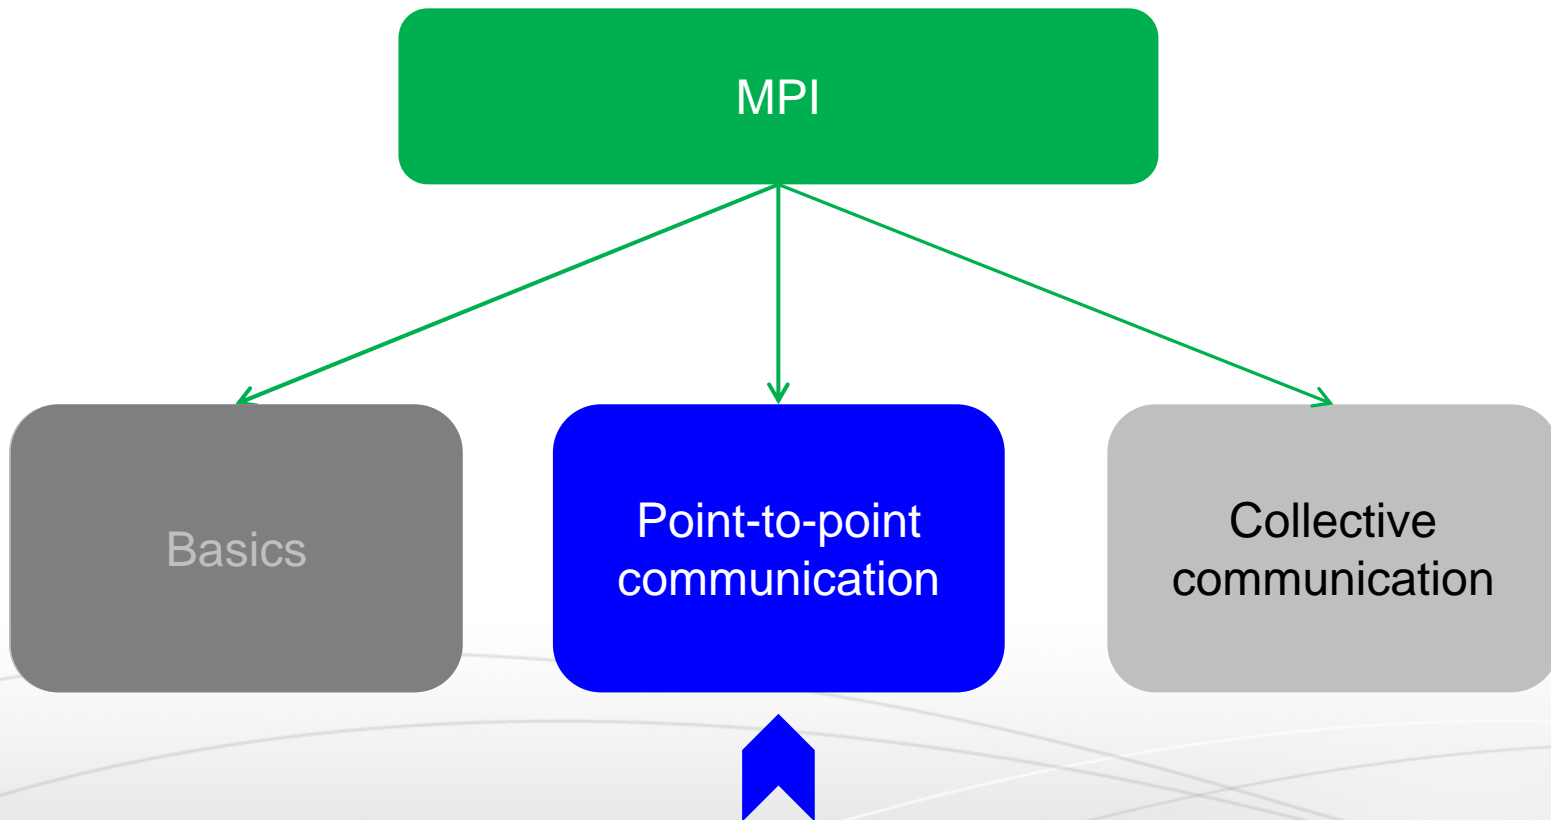 MPI
Basics
Point-to-point
communication
Collective
communication